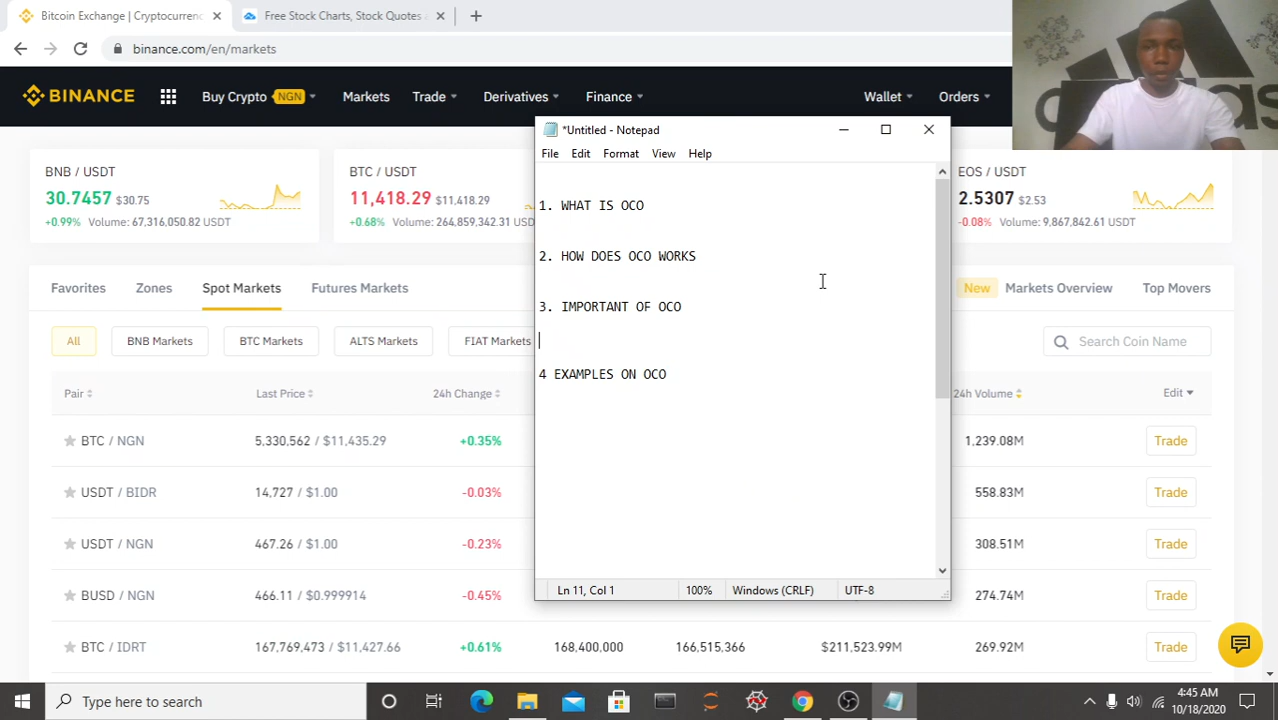 Bitcoin Exchange | Cryptocurrenc
Free Stock Charts, Stock Quotes
binance.com/en/markets
BINANCE
Buy Crypto NGN
Markets
Trade
Derivatives
Finance
Wallet
Orders
adidas
*Untitled - Notepad
File Edit Format View Help
BNB / USDT
30.7457 $30.75
+0.99% Volume: 67,316,050.82 USDT
BTC / USDT
11,418.29 $11,418.29
+0.68% Volume: 264,859,342.31 USD
EOS / USDT
2.5307 $2.53
-0.08% Volume: 9,867,842.61 USDT
1. WHAT IS OCO
2. HOW DOES OCO WORKS
3. IMPORTANT OF OCO
4 EXAMPLES ON OCO
Ln 11, Col 1 100% Windows (CRLF) UTF-8
Favorites Zones Spot Markets Futures Markets
New Markets Overview Top Movers
All BNB Markets BTC Markets ALTS Markets FIAT Markets
Search Coin Name
Pair Last Price 24h Change 24h Volume Edit
BTC / NGN 5,330,562 / $11,435.29 +0.35% 1,239.08M Trade
USDT / BIDR 14,727 / $1.00 -0.03% 558.83M Trade
USDT / NGN 467.26 / $1.00 -0.23% 308.51M Trade
BUSD / NGN 466.11 / $0.999914 -0.45% 274.74M Trade
BTC / IDRT 167,769,473 / $11,427.66 +0.61% 168,400,000 166,515,366 $211,523.99M 269.92M Trade
Type here to search
4:45 AM
10/18/2020